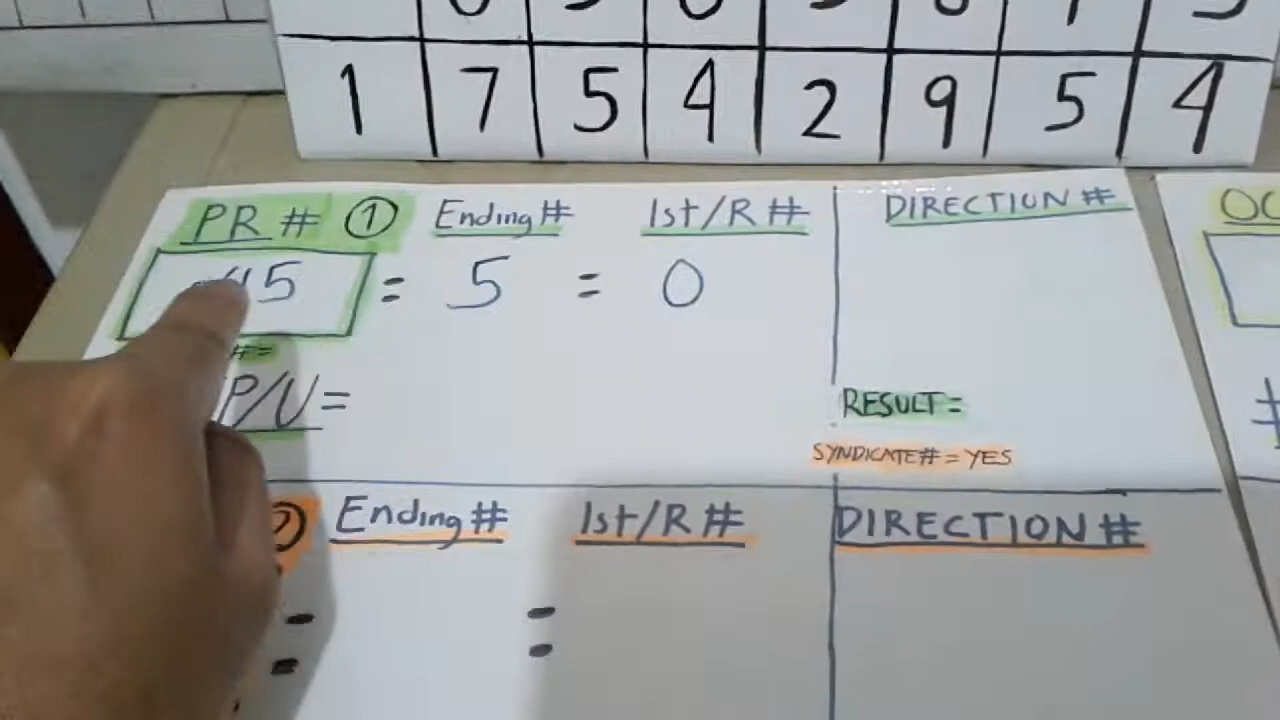 1 7 5 4 2 9 5 4
PR # ① Ending # 1st/R # DIRECTION #
15 = 5 = 0
#=
P/U=
RESULT=
SYNDICATE# = YES
Ending # 1st/R # DIRECTION #
= =